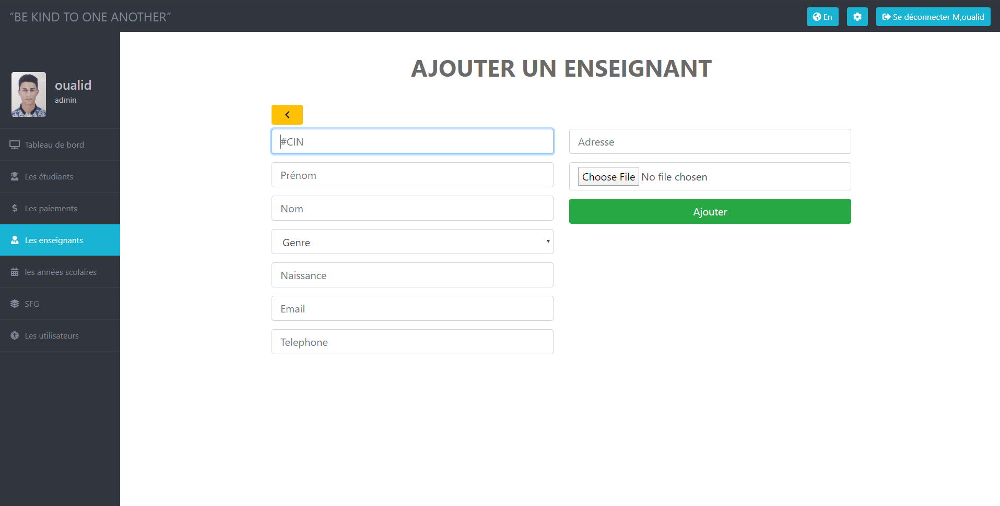 “BE KIND TO ONE ANOTHER”
En
Se déconnecter M,oualid
oualid
admin
Tableau de bord
Les étudiants
Les paiements
Les enseignants
les années scolaires
SFG
Les utilisateurs
AJOUTER UN ENSEIGNANT
#CIN
Prénom
Nom
Genre
Naissance
Email
Telephone
Adresse
Choose File No file chosen
Ajouter